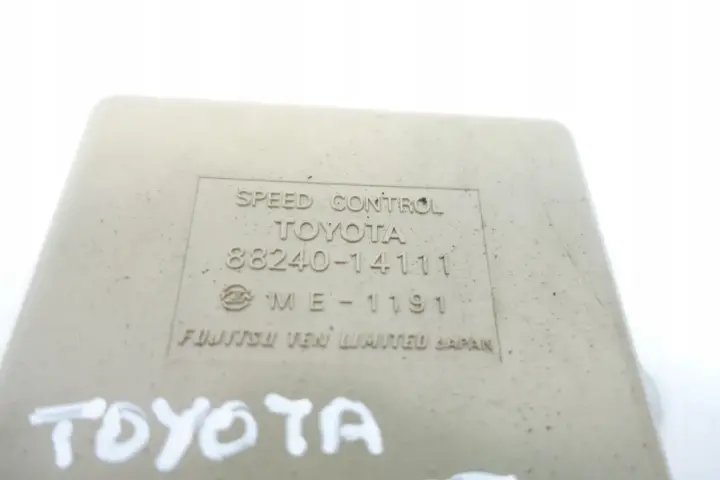 SPEED CONTROL
TOYOTA
88240-14111
ME-1191
FUJITSU TEN LIMITED JAPAN
TOYOTA